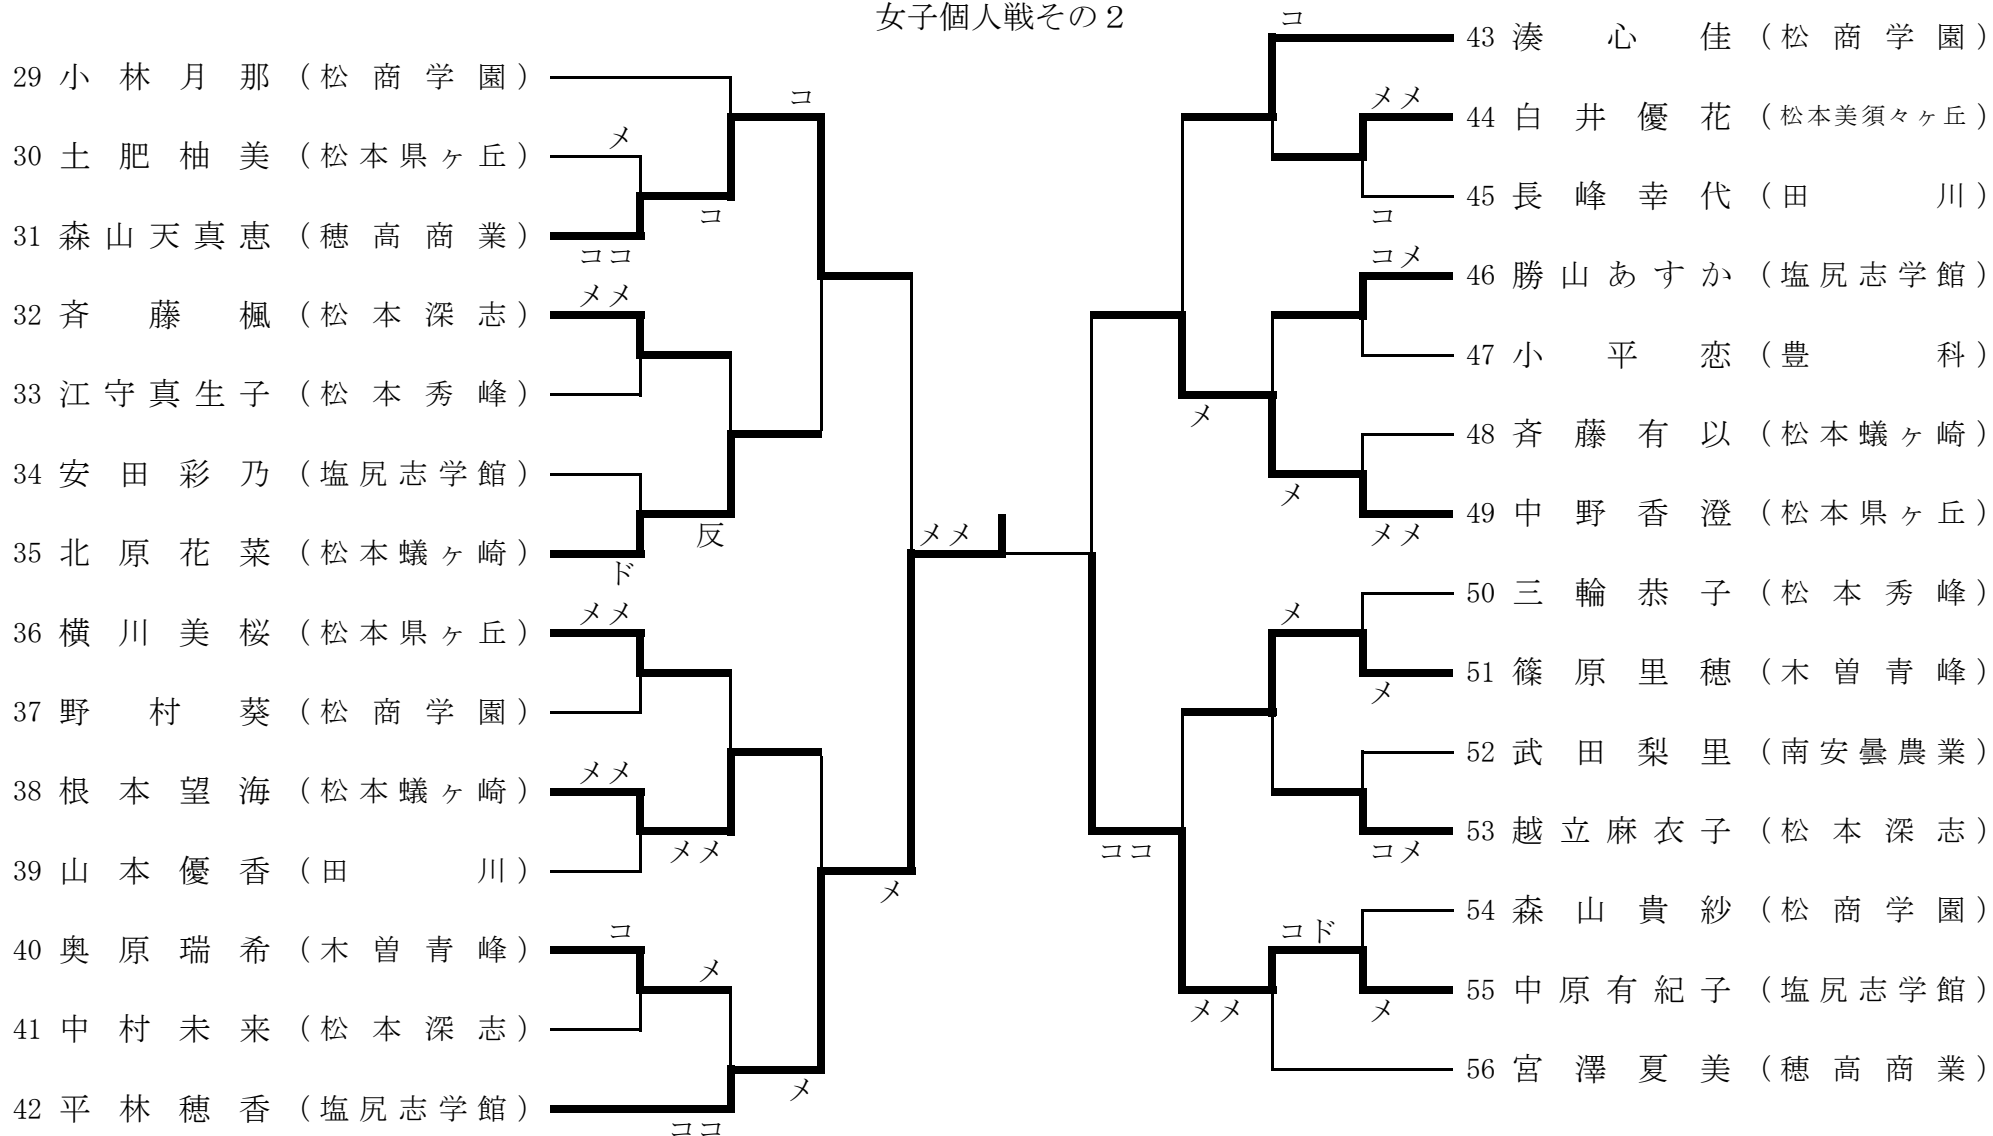 女子個人戦その２
29 小林月那（松商学園）
コ
メ
30 土肥柚美（松本県ヶ丘）
コ
31 森山天真恵（穂高商業）
ココ
メメ
32 斉藤楓（松本深志）
33 江守真生子（松本秀峰）
34 安田彩乃（塩尻志学館）
反
35 北原花菜（松本蟻ヶ崎）
ド
メメ
メメ
36 横川美桜（松本県ヶ丘）
37 野村葵（松商学園）
メメ
38 根本望海（松本蟻ヶ崎）
メメ
39 山本優香（田川）
メ
コ
40 奥原瑞希（木曽青峰）
メ
41 中村未来（松本深志）
メ
42 平林穂香（塩尻志学館）
ココ
コ
43 湊心佳（松商学園）
メメ
44 白井優花（松本美須々ヶ丘）
45 長峰幸代（田川）
コ
コメ
46 勝山あすか（塩尻志学館）
47 小平恋（豊科）
メ
48 斉藤有以（松本蟻ヶ崎）
メ
49 中野香澄（松本県ヶ丘）
メメ
50 三輪恭子（松本秀峰）
メ
51 篠原里穂（木曽青峰）
メ
52 武田梨里（南安曇農業）
53 越立麻衣子（松本深志）
ココ
コメ
54 森山貴紗（松商学園）
コド
55 中原有紀子（塩尻志学館）
メメ
メ
56 宮澤夏美（穂高商業）